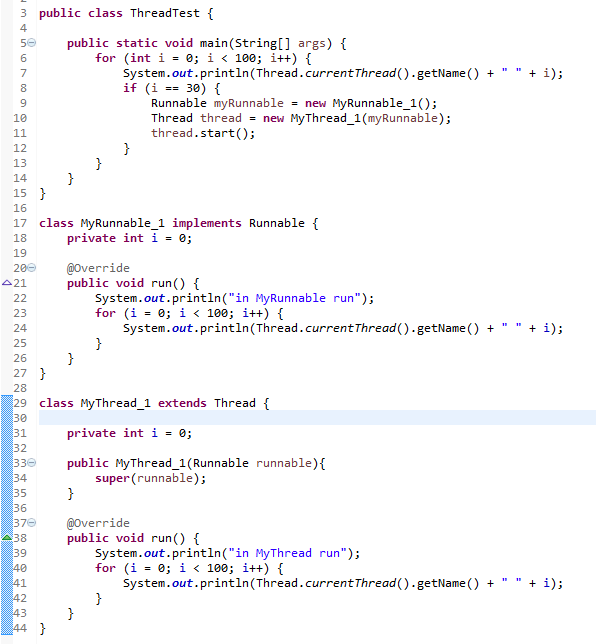 3 public class ThreadTest {
4
5 public static void main(String[] args) {
6 for (int i = 0; i < 100; i++) {
7 System.out.println(Thread.currentThread().getName() + " " + i);
8 if (i == 30) {
9 Runnable myRunnable = new MyRunnable_1();
10 Thread thread = new MyThread_1(myRunnable);
11 thread.start();
12 }
13 }
14 }
15 }
16
17 class MyRunnable_1 implements Runnable {
18 private int i = 0;
19
20 @Override
21 public void run() {
22 System.out.println("in MyRunnable run");
23 for (i = 0; i < 100; i++) {
24 System.out.println(Thread.currentThread().getName() + " " + i);
25 }
26 }
27 }
28
29 class MyThread_1 extends Thread {
30
31 private int i = 0;
32
33 public MyThread_1(Runnable runnable){
34 super(runnable);
35 }
36
37 @Override
38 public void run() {
39 System.out.println("in MyThread run");
40 for (i = 0; i < 100; i++) {
41 System.out.println(Thread.currentThread().getName() + " " + i);
42 }
43 }
44 }